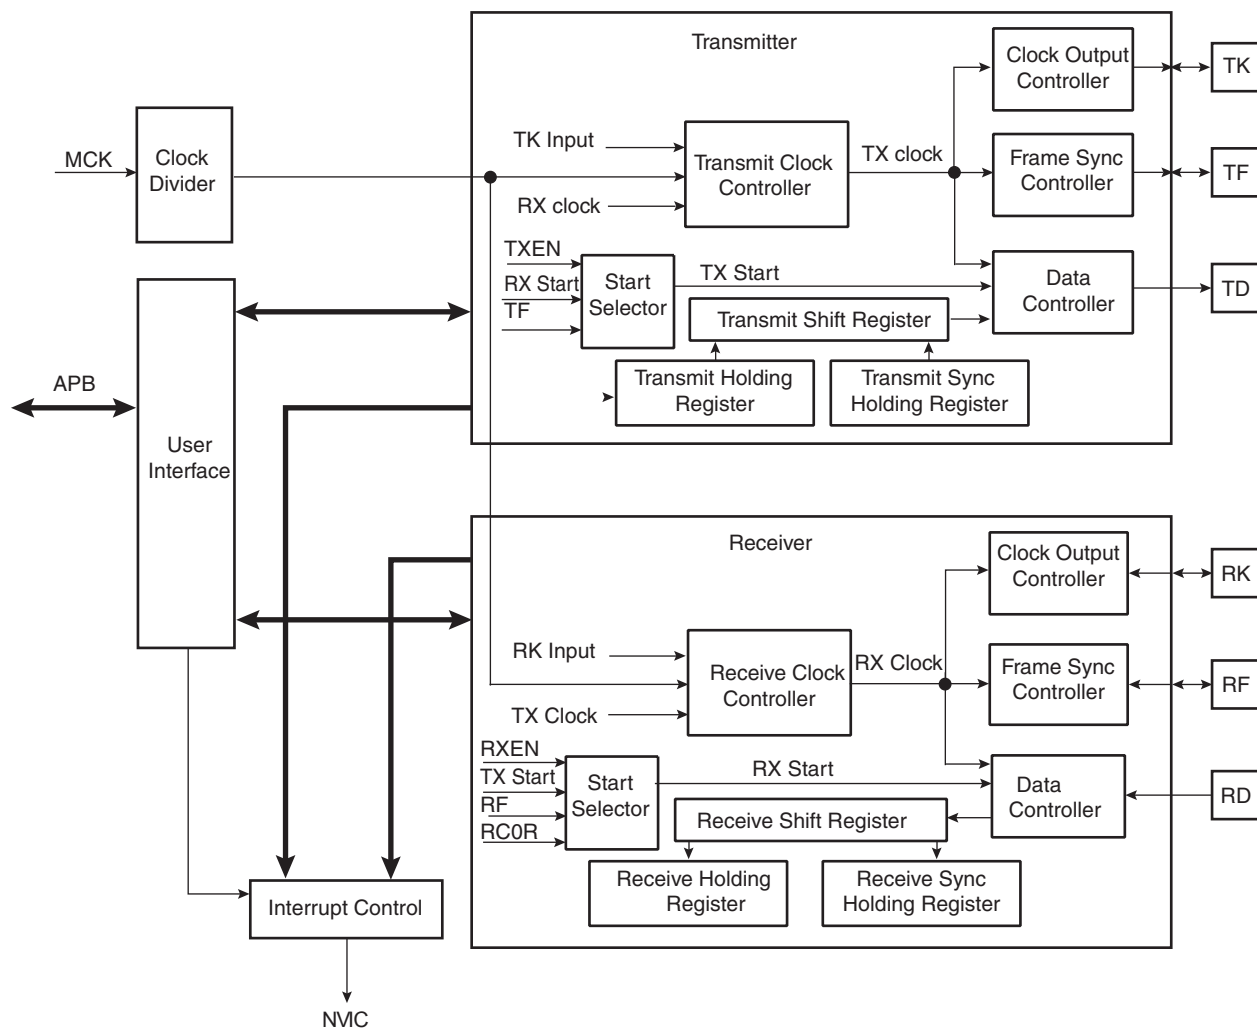 Transmitter
Clock Output
Controller
TK
MCK
Clock
Divider
TK Input
Transmit Clock
Controller
RX clock
TX clock
Frame Sync
Controller
TF
TXEN
RX Start
TF
Start
Selector
TX Start
Data
Controller
TD
Transmit Shift Register
Transmit Holding
Register
Transmit Sync
Holding Register
APB
User
Interface
Receiver
Clock Output
Controller
RK
RK Input
Receive Clock
Controller
TX Clock
RX Clock
Frame Sync
Controller
RF
RXEN
TX Start
RF
RC0R
Start
Selector
RX Start
Data
Controller
RD
Receive Shift Register
Receive Holding
Register
Receive Sync
Holding Register
Interrupt Control
NVIC